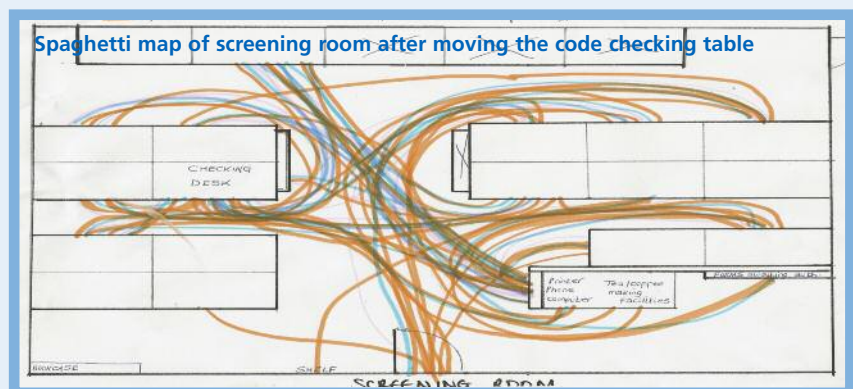 Spaghetti map of screening room after moving the code checking table
CHECKING
DESK
Printer
Phone
Computer
Tea/coffee
making
facilities
SHELF
SCREENING ROOM